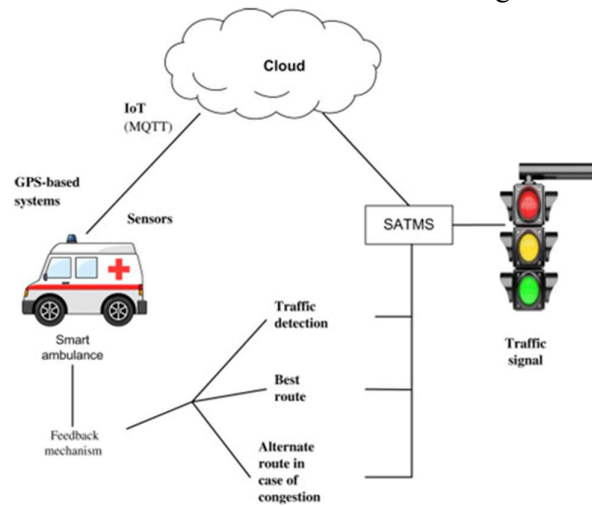 Cloud
IoT
(MQTT)
GPS-based
systems
Sensors
SATMS
Smart
ambulance
Traffic
detection
Traffic
signal
Best
route
Feedback
mechanism
Alternate
route in
case of
congestion